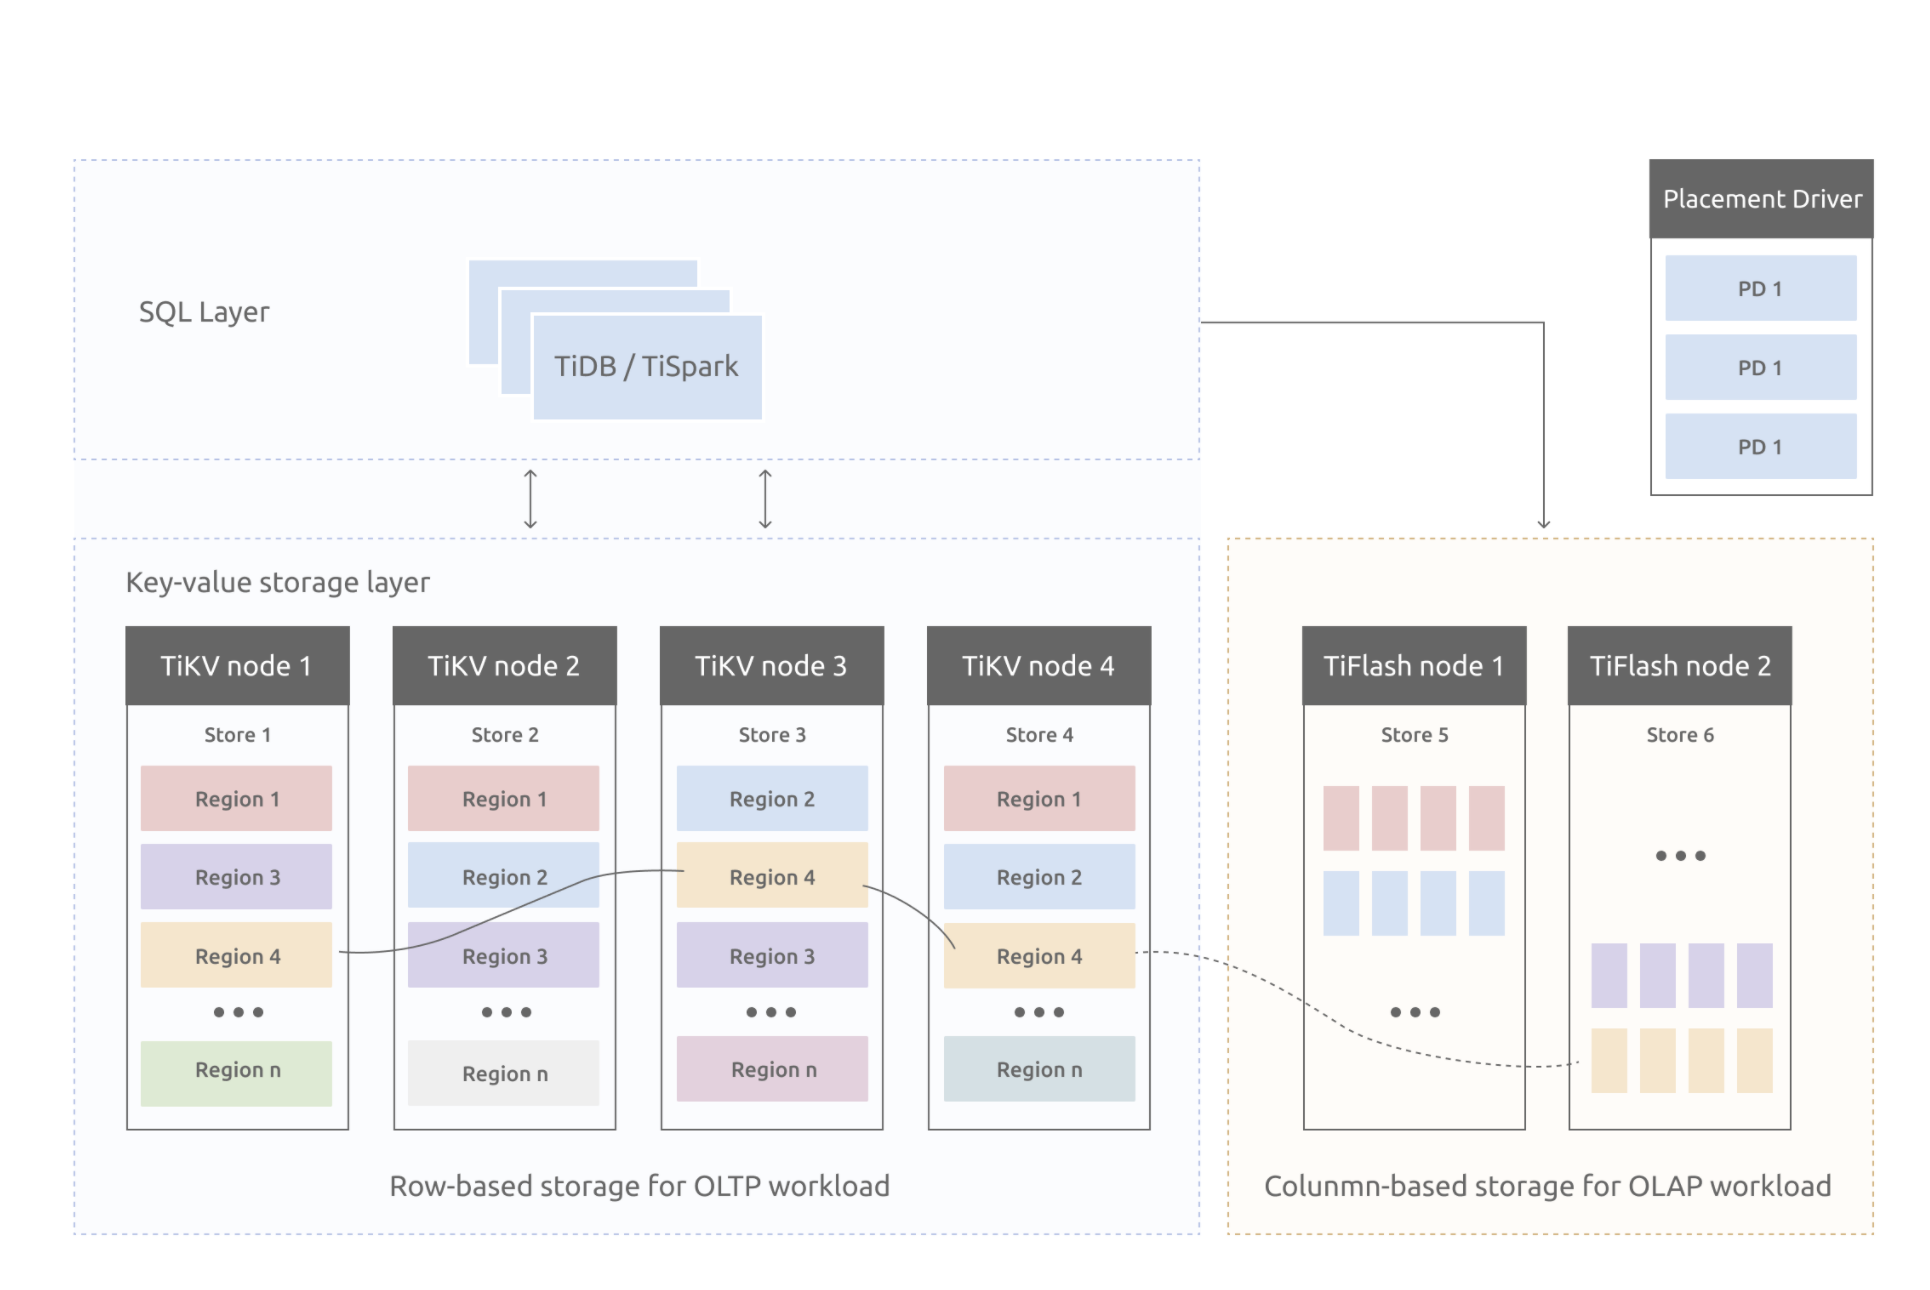 Placement Driver
PD 1
PD 1
PD 1
SQL Layer
TiDB / TiSpark
Key-value storage layer
TiKV node 1
Store 1
Region 1
Region 3
Region 4
Region n
TiKV node 2
Store 2
Region 1
Region 2
Region 3
Region n
TiKV node 3
Store 3
Region 2
Region 4
Region 3
Region n
TiKV node 4
Store 4
Region 1
Region 2
Region 4
Region n
Row-based storage for OLTP workload
TiFlash node 1
Store 5
TiFlash node 2
Store 6
Colunmn-based storage for OLAP workload